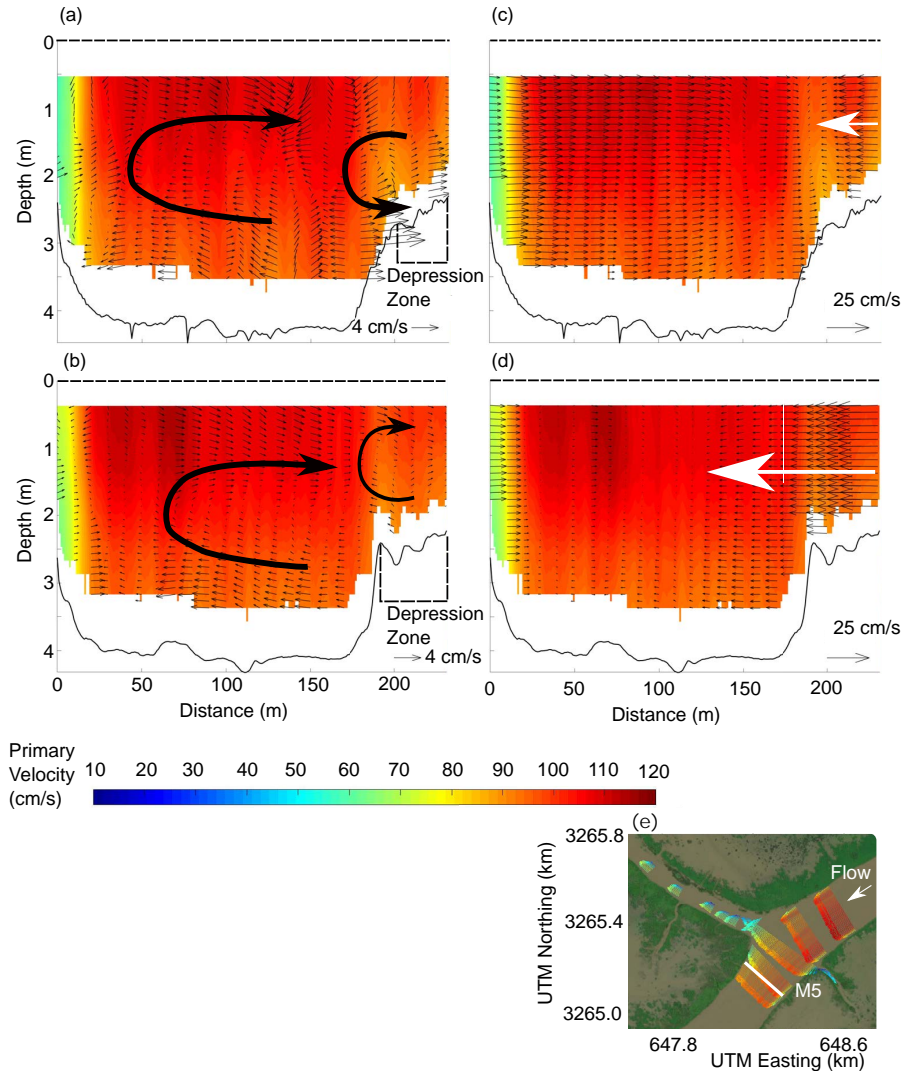 (a)
(c)
0
1
2
3
4
Depth (m)
Depression
Zone
4 cm/s
25 cm/s
(b)
(d)
0
1
2
3
4
Depth (m)
Depression
Zone
4 cm/s
25 cm/s
0 50 100 150 200
Distance (m)
0 50 100 150 200
Distance (m)
Primary
Velocity
(cm/s)
10 20 30 40 50 60 70 80 90 100 110 120
(e)
3265.8
3265.4
3265.0
UTM Northing (km)
Flow
M5
647.8 648.6
UTM Easting (km)